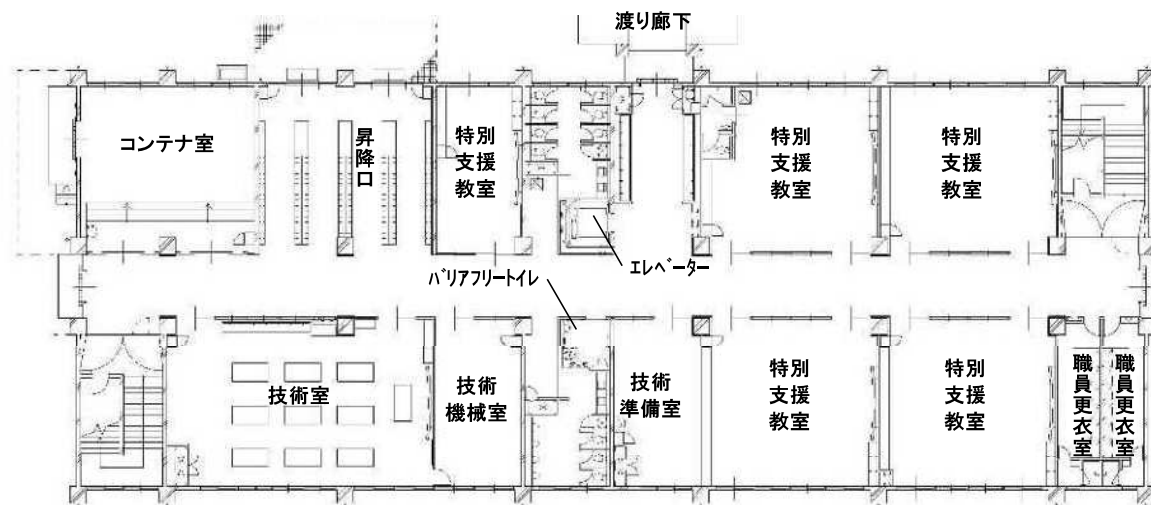 渡り廊下
コンテナ室
昇降口
特別
支援
教室
特別
支援
教室
特別
支援
教室
エレベーター
バリアフリートイレ
技術室
技術
機械室
技術
準備室
特別
支援
教室
特別
支援
教室
職員更衣室
職員更衣室